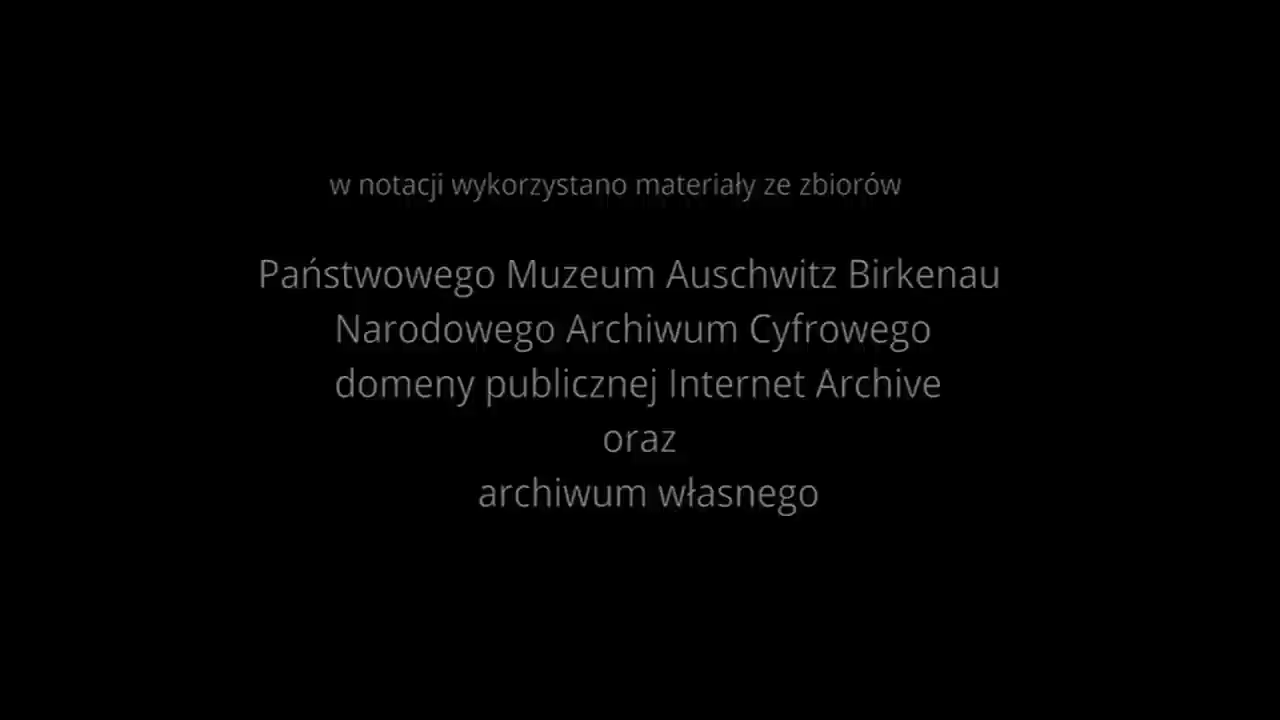 w notacji wykorzystano materiały ze zbiorów
Państwowego Muzeum Auschwitz Birkenau
Narodowego Archiwum Cyfrowego
domeny publicznej Internet Archive
oraz
archiwum własnego